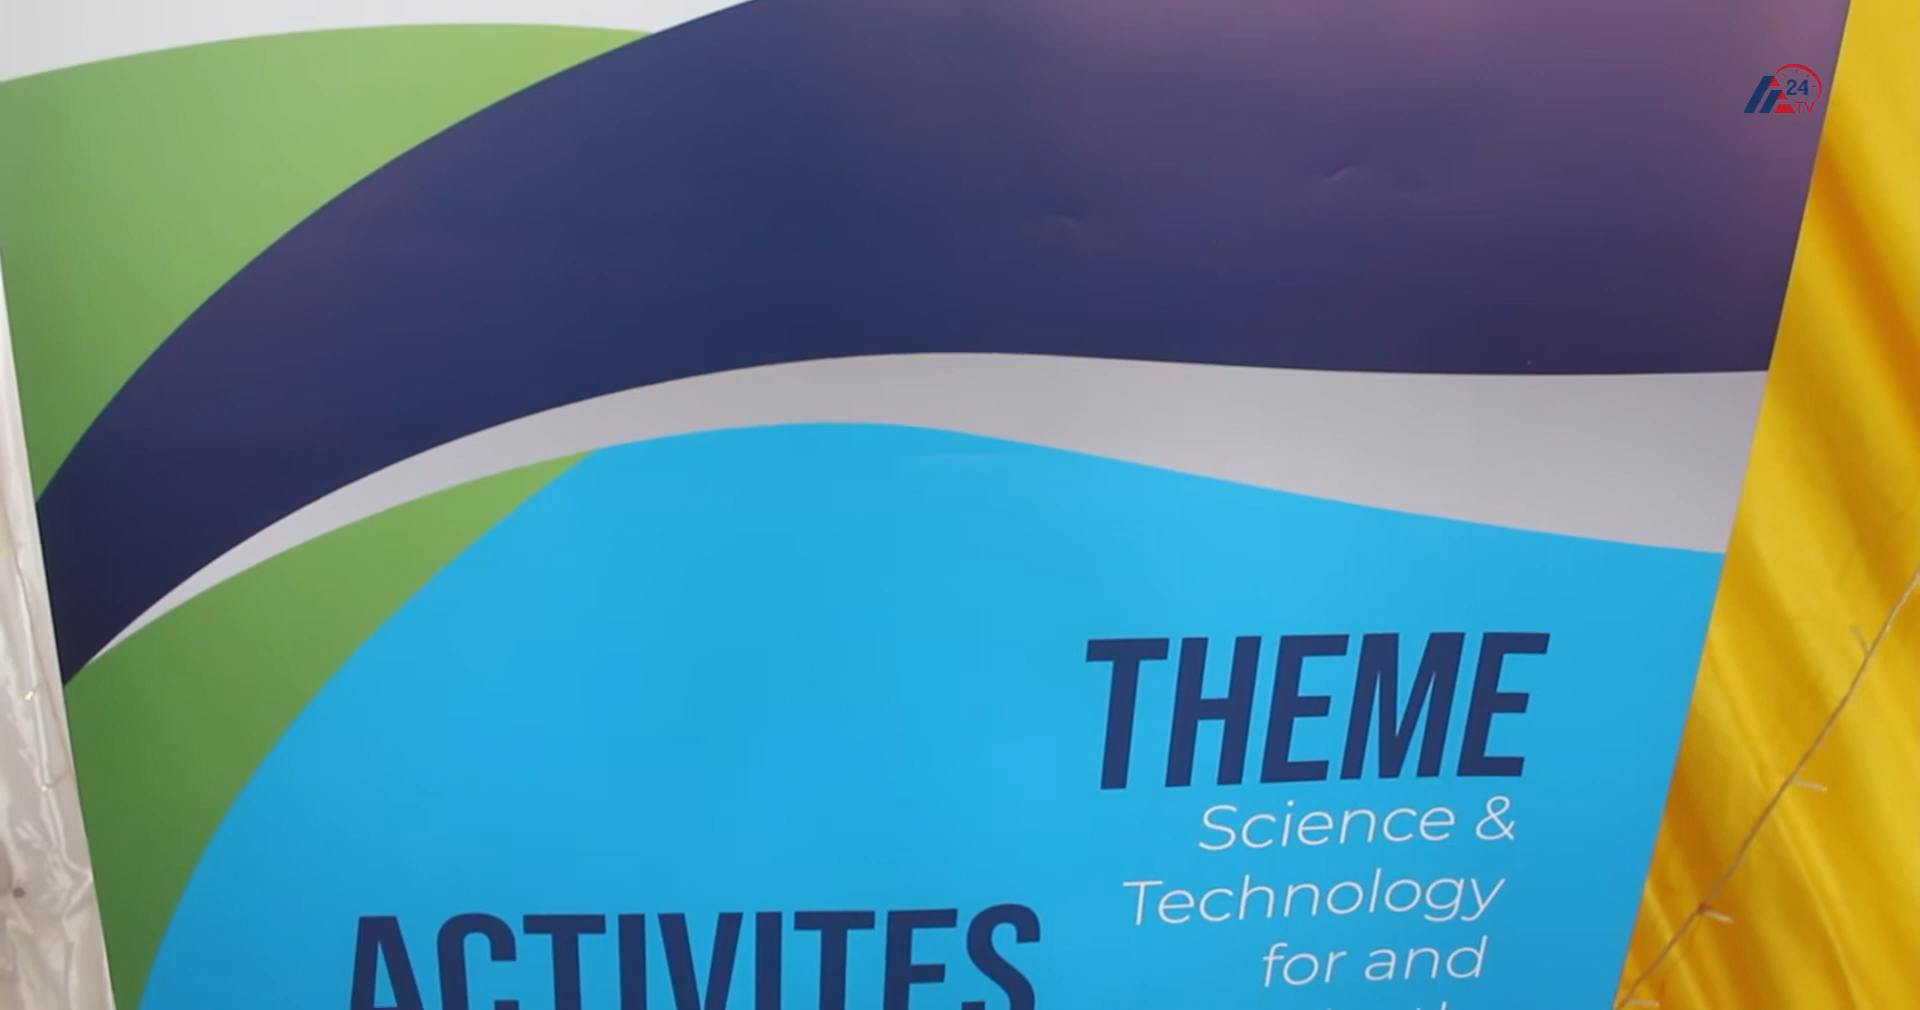 24
TV
THEME
Science &
Technology
for and
ACTIVITES